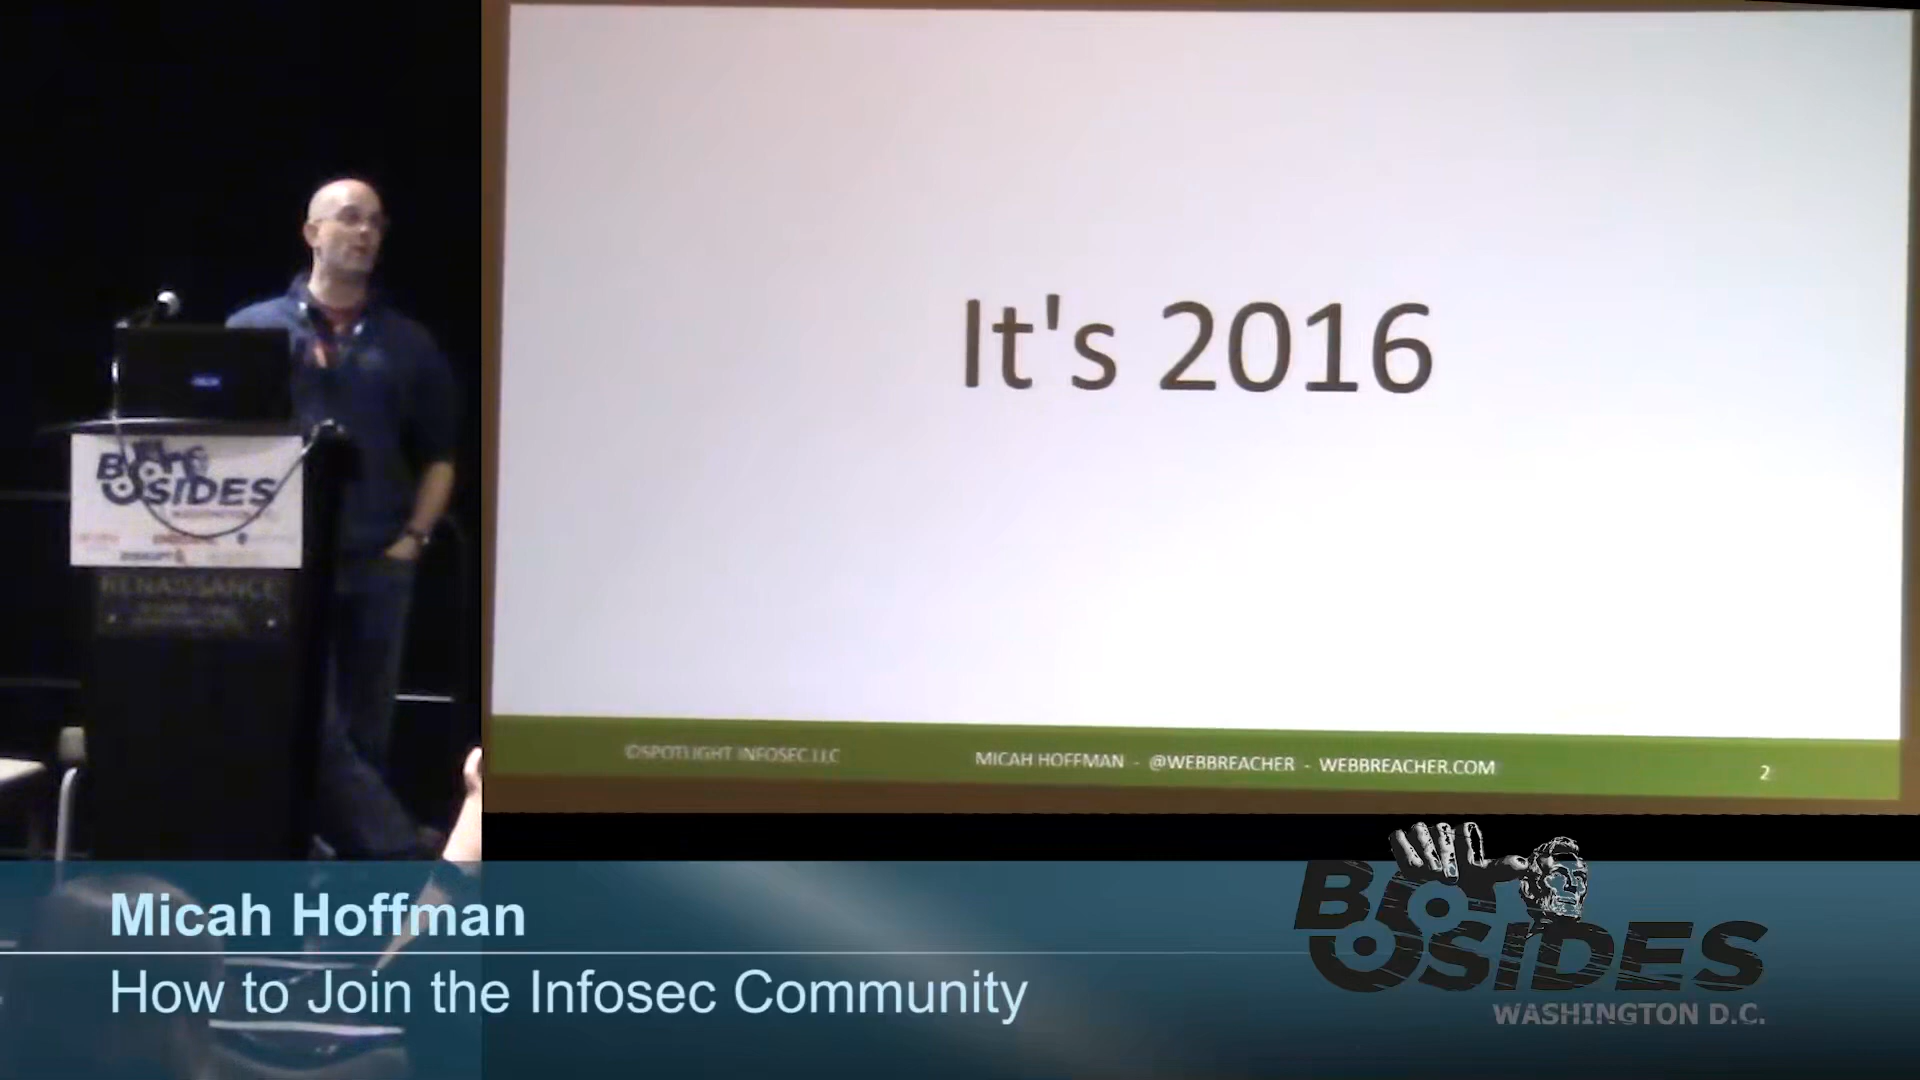 It's 2016
©SPOTLIGHT INFOSEC LLC
MICAH HOFFMAN - @WEBBREACHER - WEBBREACHER.COM
2
BSIDES
RENAISSANCE
Micah Hoffman
How to Join the Infosec Community
BSIDES
WASHINGTON D.C.